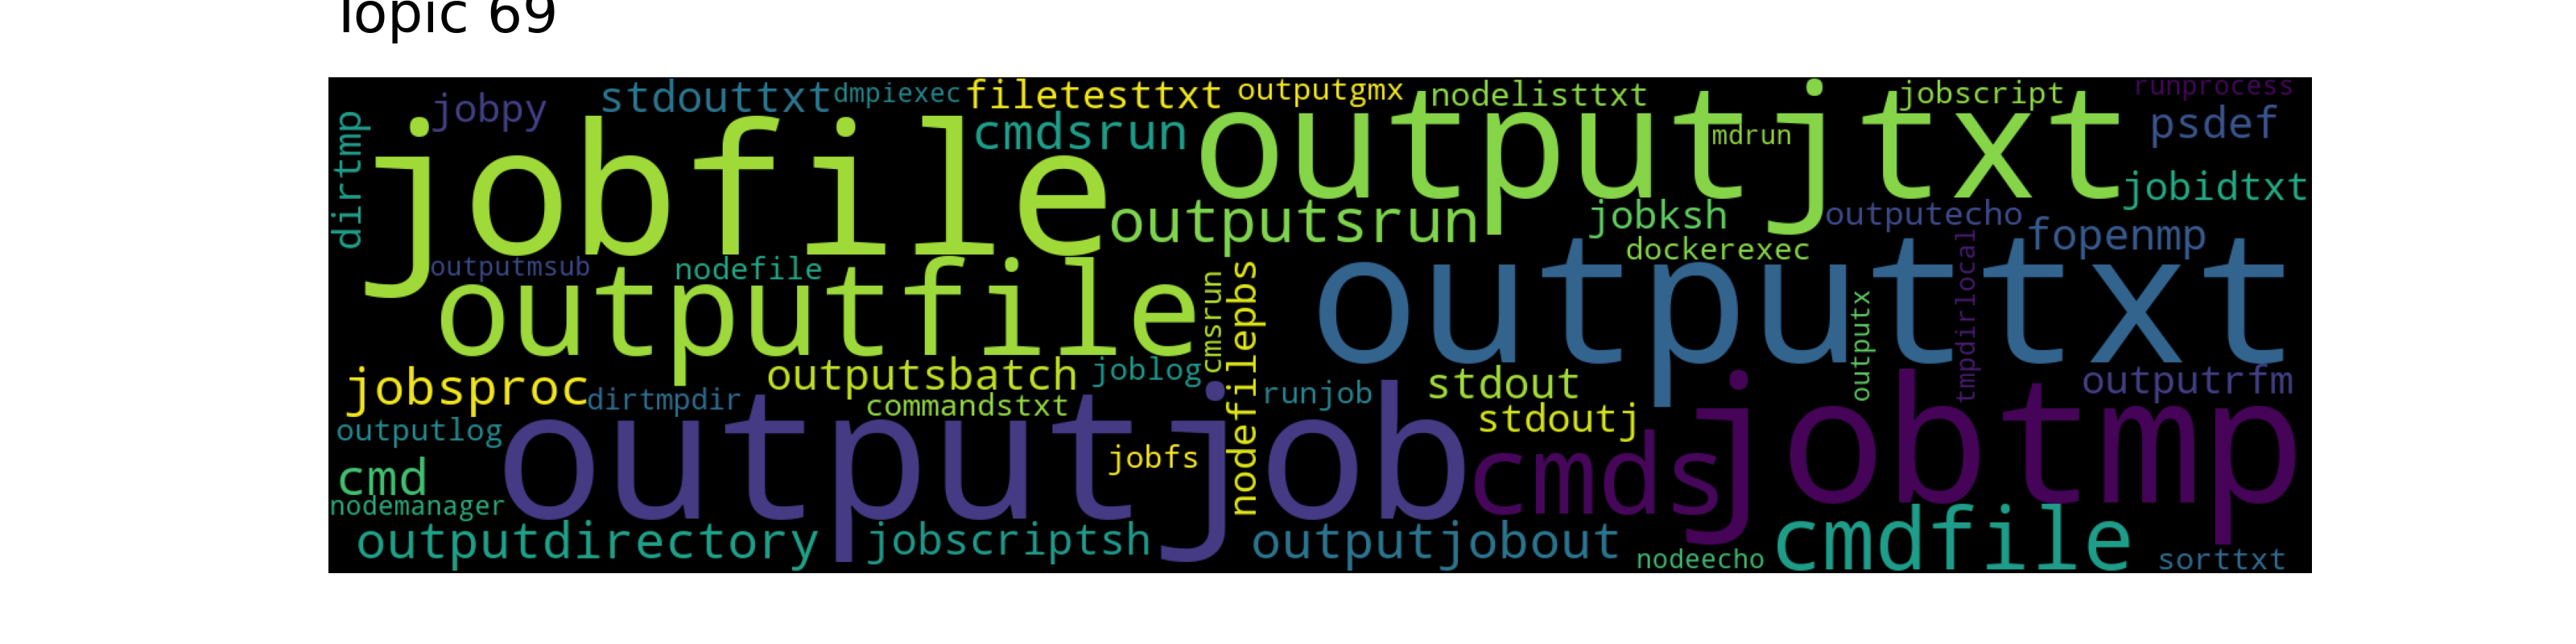 Topic 69
jobpy
stdouttxt
dmpiexec
filetesttxt
outputgmx
nodelisttxt
jobscript
runprocess
dirtmp
jobfile
cmdsrun
outputjtxt
mdrun
psdef
jobidtxt
outputsrun
jobksh
outputecho
fopenmp
dockerexec
outputmsub
nodefile
outputfile
cmsrun
nodefilepbs
outputtxt
outputx
tmpdirlocal
jobsproc
dirtmpdir
outputsbatch
joblog
commandstxt
runjob
stdout
stdoutj
outputrfm
outputlog
outputjob
jobfs
cmds
jobtmp
cmd
nodemanager
outputdirectory
jobscriptsh
outputjobout
nodeecho
cmdfile
sorttxt